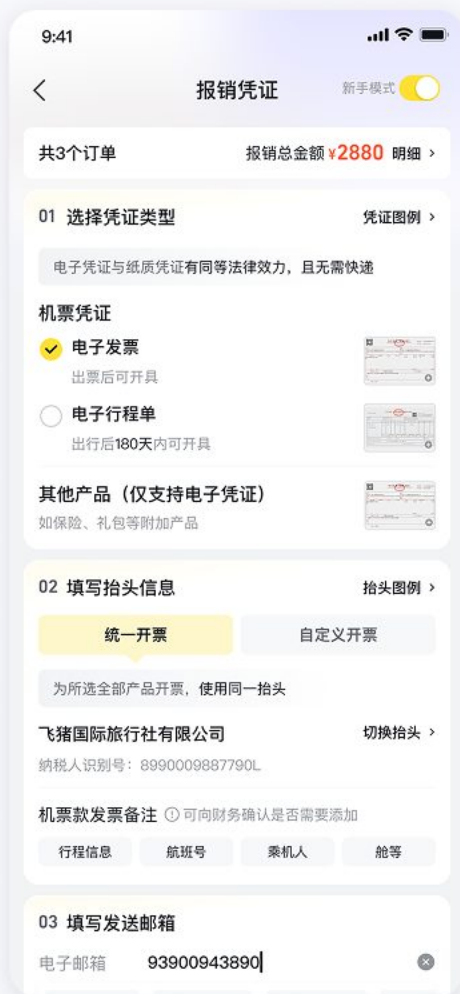 9:41
报销凭证
新手模式
共3个订单 报销总金额 ¥2880 明细 >
01 选择凭证类型 凭证图例 >
电子凭证与纸质凭证有同等法律效力，且无需快递
机票凭证
电子发票
出票后可开具
电子行程单
出行后180天内可开具
其他产品（仅支持电子凭证）
如保险、礼包等附加产品
02 填写抬头信息 抬头图例 >
统一开票 自定义开票
为所选全部产品开票，使用同一抬头
飞猪国际旅行社有限公司 切换抬头 >
纳税人识别号：8990009887790L
机票款发票备注 可向财务确认是否需要添加
行程信息 航班号 乘机人 舱等
03 填写发送邮箱
电子邮箱 93900943890